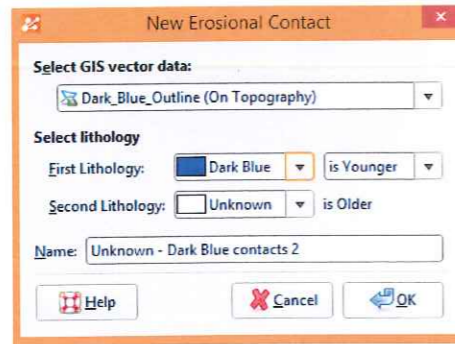 New Erosional Contact
Select GIS vector data:
Dark_Blue_Outline (On Topography)
Select lithology
First Lithology: Dark Blue is Younger
Second Lithology: Unknown is Older
Name: Unknown - Dark Blue contacts 2
Help Cancel OK